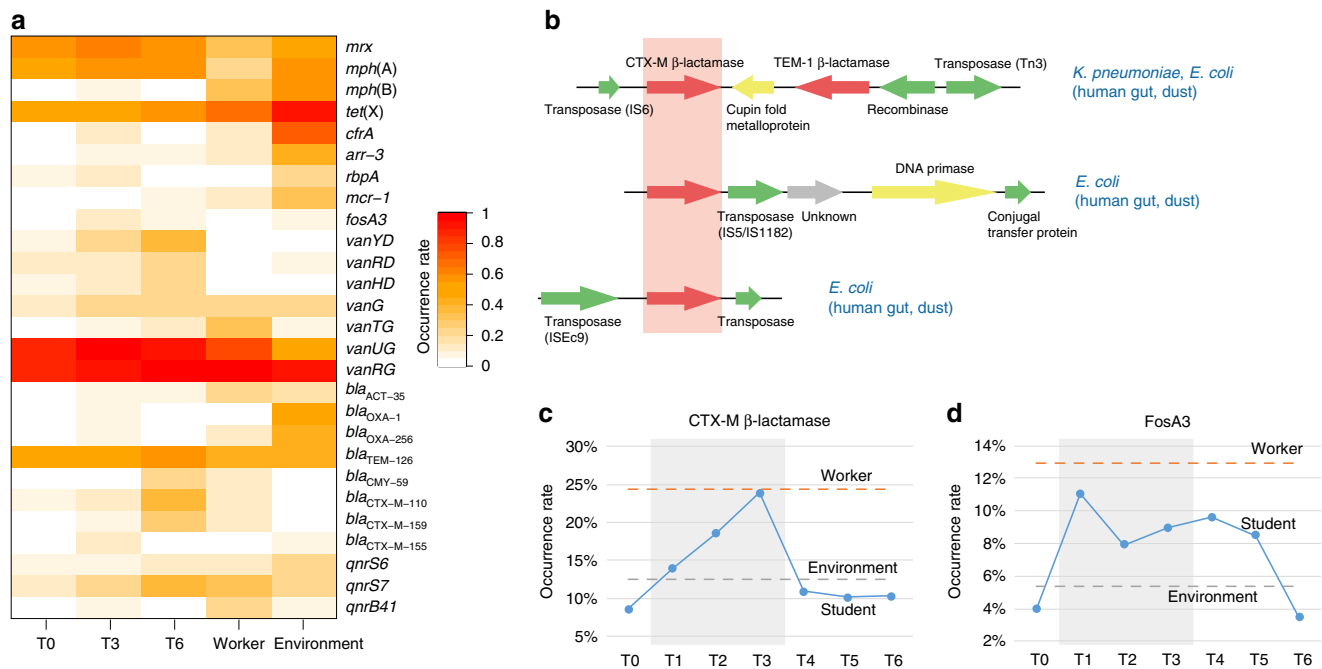 a
mrx
mph(A)
mph(B)
tet(X)
cfrA
arr−3
rbpA
mcr−1
fosA3
vanYD
vanRD
vanHD
vanG
vanTG
vanUG
vanRG
blaACT−35
blaOXA−1
blaOXA−256
blaTEM−126
blaCMY−59
blaCTX−M−110
blaCTX−M−159
blaCTX−M−155
qnrS6
qnrS7
qnrB41
T0 T3 T6 Worker Environment
Occurrence rate
1
0.8
0.6
0.4
0.2
0
b
CTX-M β-lactamase TEM-1 β-lactamase Transposase (Tn3)
Transposase (IS6) Cupin fold
metalloprotein
Recombinase
K. pneumoniae, E. coli
(human gut, dust)
DNA primase
Transposase
(IS5/IS1182)
Unknown
Conjugal
transfer protein
E. coli
(human gut, dust)
Transposase
(ISEc9)
Transposase
E. coli
(human gut, dust)
c
CTX-M β-lactamase
Occurrence rate
30%
25%
20%
15%
10%
5%
Worker
Environment
Student
T0 T1 T2 T3 T4 T5 T6
d
FosA3
Occurrence rate
14%
12%
10%
8%
6%
4%
2%
Worker
Student
Environment
T0 T1 T2 T3 T4 T5 T6